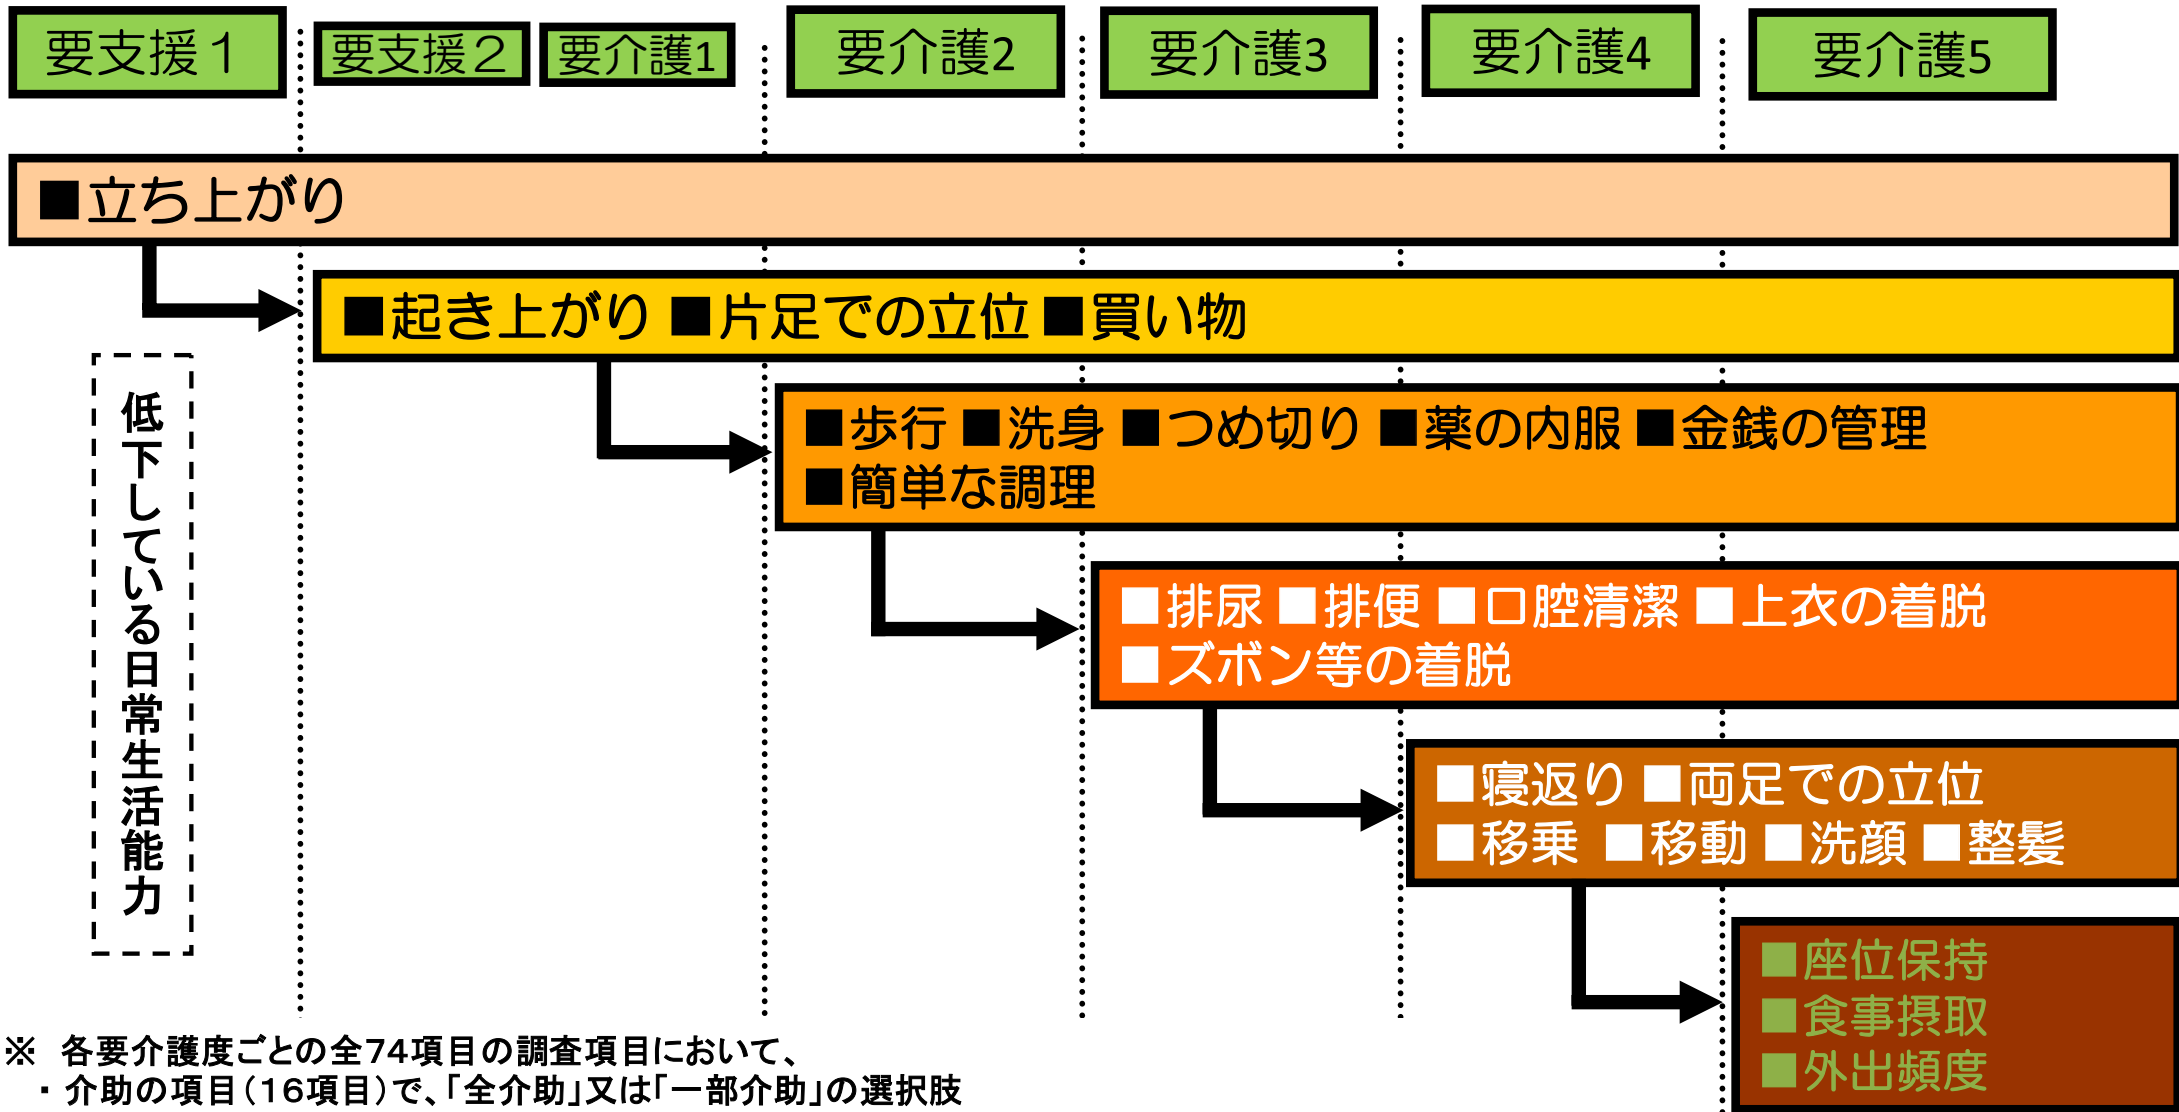 要支援１
要支援２
要介護1
要介護2
要介護3
要介護4
要介護5
■立ち上がり
■起き上がり ■片足での立位 ■買い物
■歩行 ■洗身 ■つめ切り ■薬の内服 ■金銭の管理
■簡単な調理
■排尿 ■排便 ■口腔清潔 ■上衣の着脱
■ズボン等の着脱
■寝返り ■両足での立位
■移乗 ■移動 ■洗顔 ■整髪
■座位保持
■食事摂取
■外出頻度
低下している日常生活能力
※　各要介護度ごとの全74項目の調査項目において、
・介助の項目（16項目）で、「全介助」又は「一部介助」の選択肢